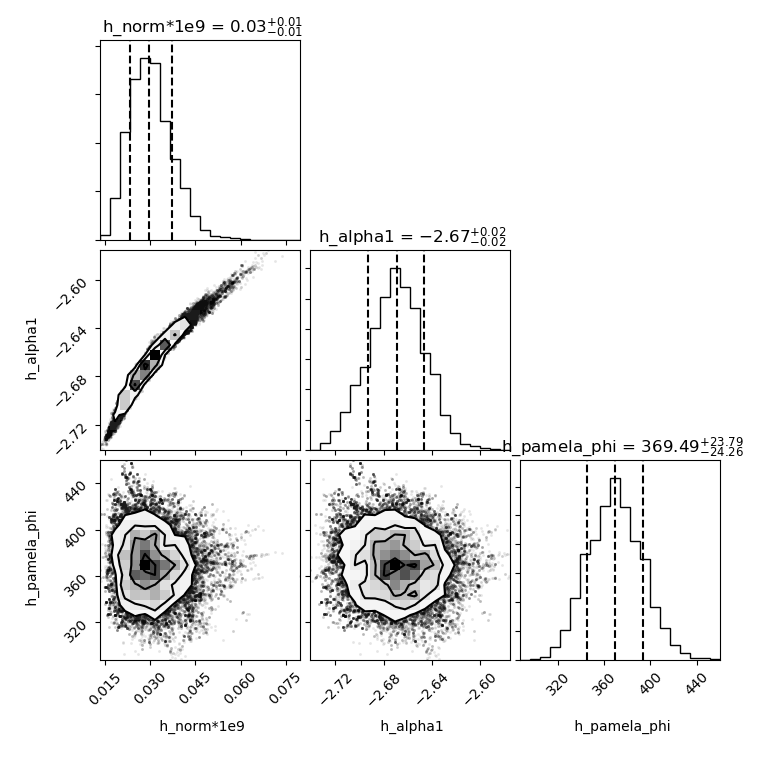 h_norm*1e9 = 0.03+0.01−0.01
h_alpha1 = −2.67+0.02−0.02
h_alpha1
−2.60
−2.64
−2.68
−2.72
h_pamela_phi = 369.49+23.79−24.26
h_pamela_phi
440
400
360
320
0.015 0.030 0.045 0.060 0.075
−2.72 −2.68 −2.64 −2.60
320 360 400 440
h_norm*1e9
h_alpha1
h_pamela_phi